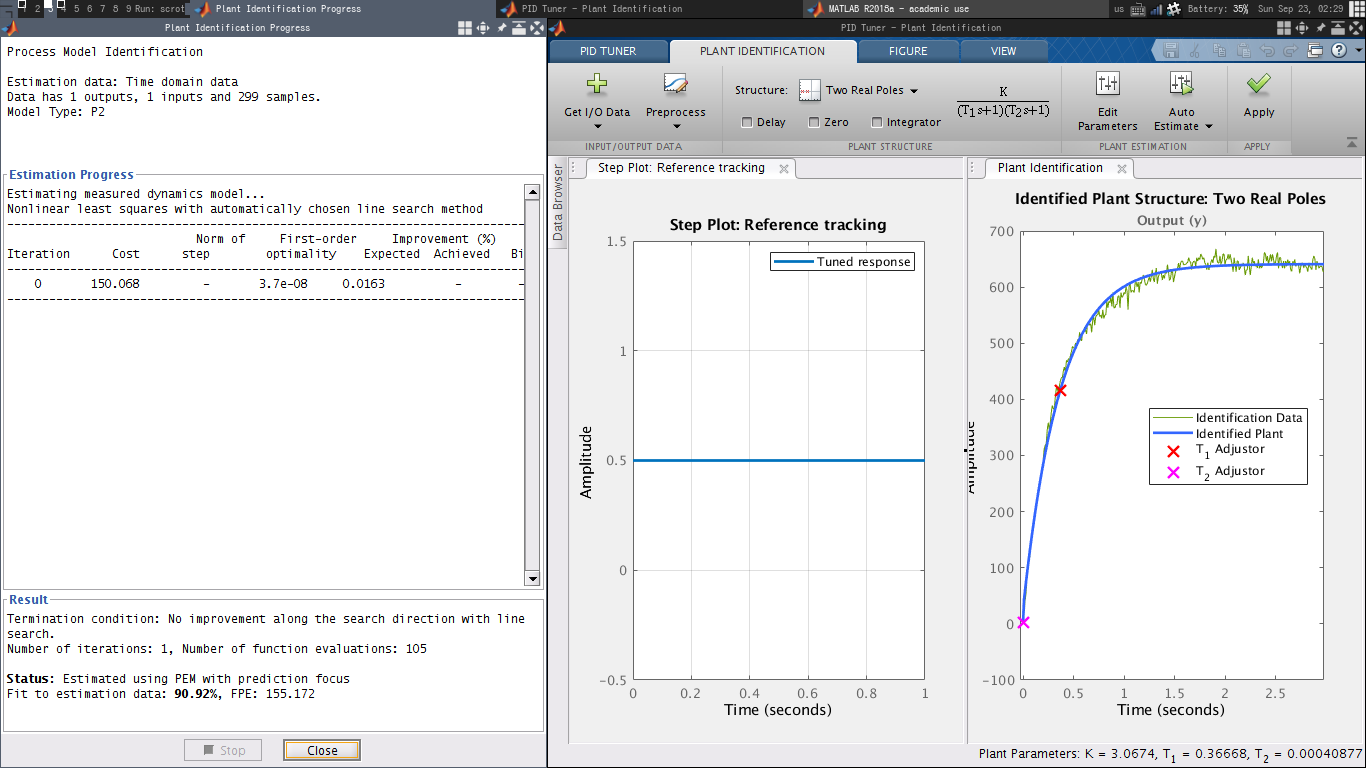 1 2 3 4 5 6 7 8 9 Run: scrot
Plant Identification Progress
PID Tuner - Plant Identification
MATLAB R2018a - academic use
us
Battery: 35%
Sun Sep 23, 02:29
Plant Identification Progress
Process Model Identification
Estimation data: Time domain data
Data has 1 outputs, 1 inputs and 299 samples.
Model Type: P2
Estimation Progress
Estimating measured dynamics model...
Nonlinear least squares with automatically chosen line search method
--------------------------------------------------------------------------
Norm of First-order Improvement (%)
Iteration Cost step optimality Expected Achieved Bi
--------------------------------------------------------------------------
0 150.068 - 3.7e-08 0.0163 - -
--------------------------------------------------------------------------
Result
Termination condition: No improvement along the search direction with line
search.
Number of iterations: 1, Number of function evaluations: 105
Status: Estimated using PEM with prediction focus
Fit to estimation data: 90.92%, FPE: 155.172
Stop
Close
PID Tuner - Plant Identification
PID TUNER
PLANT IDENTIFICATION
FIGURE
VIEW
Get I/O Data
Preprocess
INPUT/OUTPUT DATA
Structure:
Two Real Poles
Delay
Zero
Integrator
K
(T1s+1)(T2s+1)
PLANT STRUCTURE
Edit
Parameters
Auto
Estimate
PLANT ESTIMATION
Apply
APPLY
Data Browser
Step Plot: Reference tracking
Step Plot: Reference tracking
Tuned response
1.5
1
0.5
0
-0.5
0 0.2 0.4 0.6 0.8 1
Amplitude
Time (seconds)
Plant Identification
Identified Plant Structure: Two Real Poles
Output (y)
700
600
500
400
300
200
100
0
-100
0 0.5 1 1.5 2 2.5
Amplitude
Time (seconds)
Identification Data
Identified Plant
T1 Adjustor
T2 Adjustor
Plant Parameters: K = 3.0674, T1 = 0.36668, T2 = 0.00040877